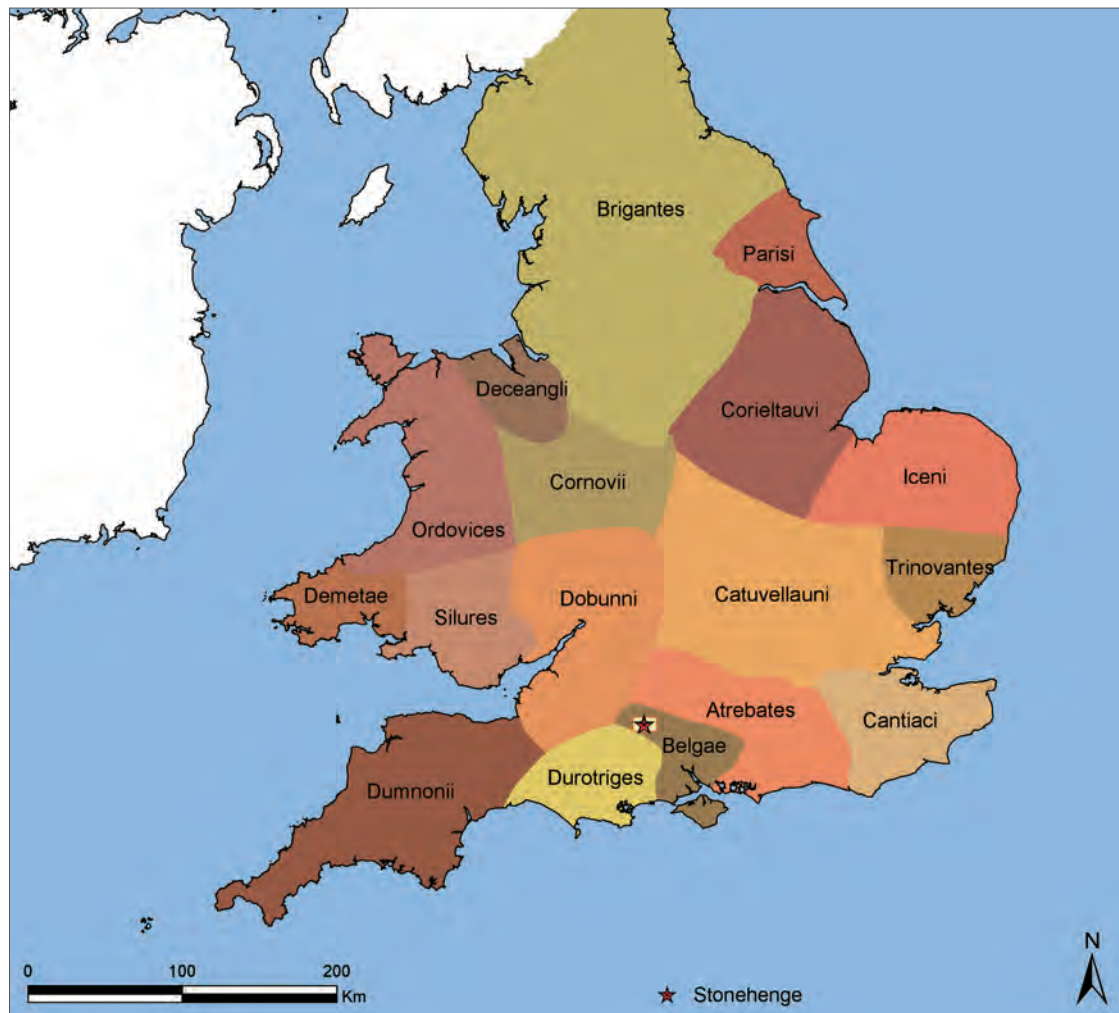 Brigantes
Parisi
Deceangli
Corieltauvi
Cornovii
Iceni
Ordovices
Trinovantes
Demetae
Silures
Dobunni
Catuvellauni
Atrebates
Cantiaci
Belgae
Durotriges
Dumnonii
N
0 100 200
Km
Stonehenge